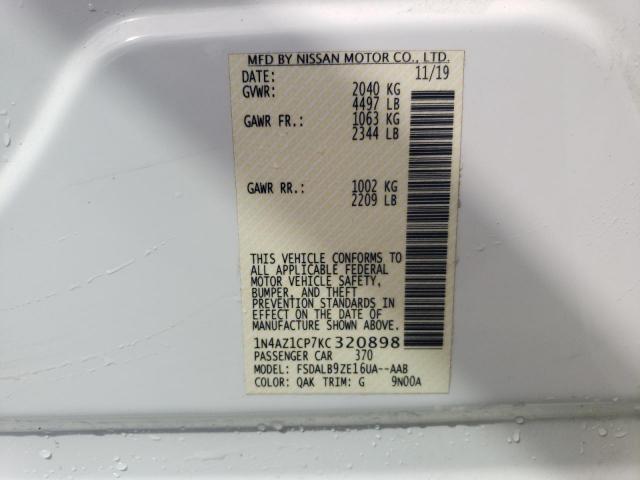 MFD BY NISSAN MOTOR CO., LTD.
DATE: 11/19
GVWR: 2040 KG
4497 LB
GAWR FR.: 1063 KG
2344 LB
GAWR RR.: 1002 KG
2209 LB
THIS VEHICLE CONFORMS TO
ALL APPLICABLE FEDERAL
MOTOR VEHICLE SAFETY,
BUMPER, AND THEFT
PREVENTION STANDARDS IN
EFFECT ON THE DATE OF
MANUFACTURE SHOWN ABOVE.
1N4AZ1CP7KC320898
PASSENGER CAR 370
MODEL: FSDALB9ZE16UA--AAB
COLOR: QAK TRIM: G 9N00A